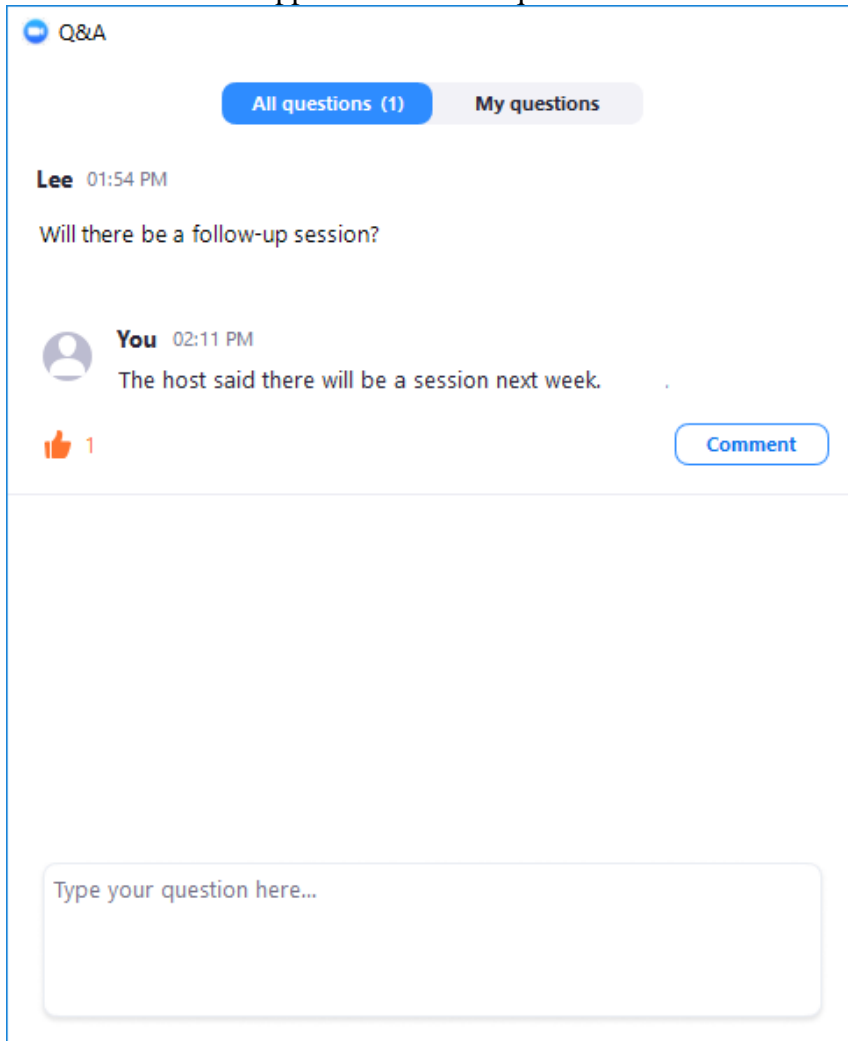 Q&A
All questions (1) My questions
Lee 01:54 PM
Will there be a follow-up session?
You 02:11 PM
The host said there will be a session next week. .
1 Comment
Type your question here...